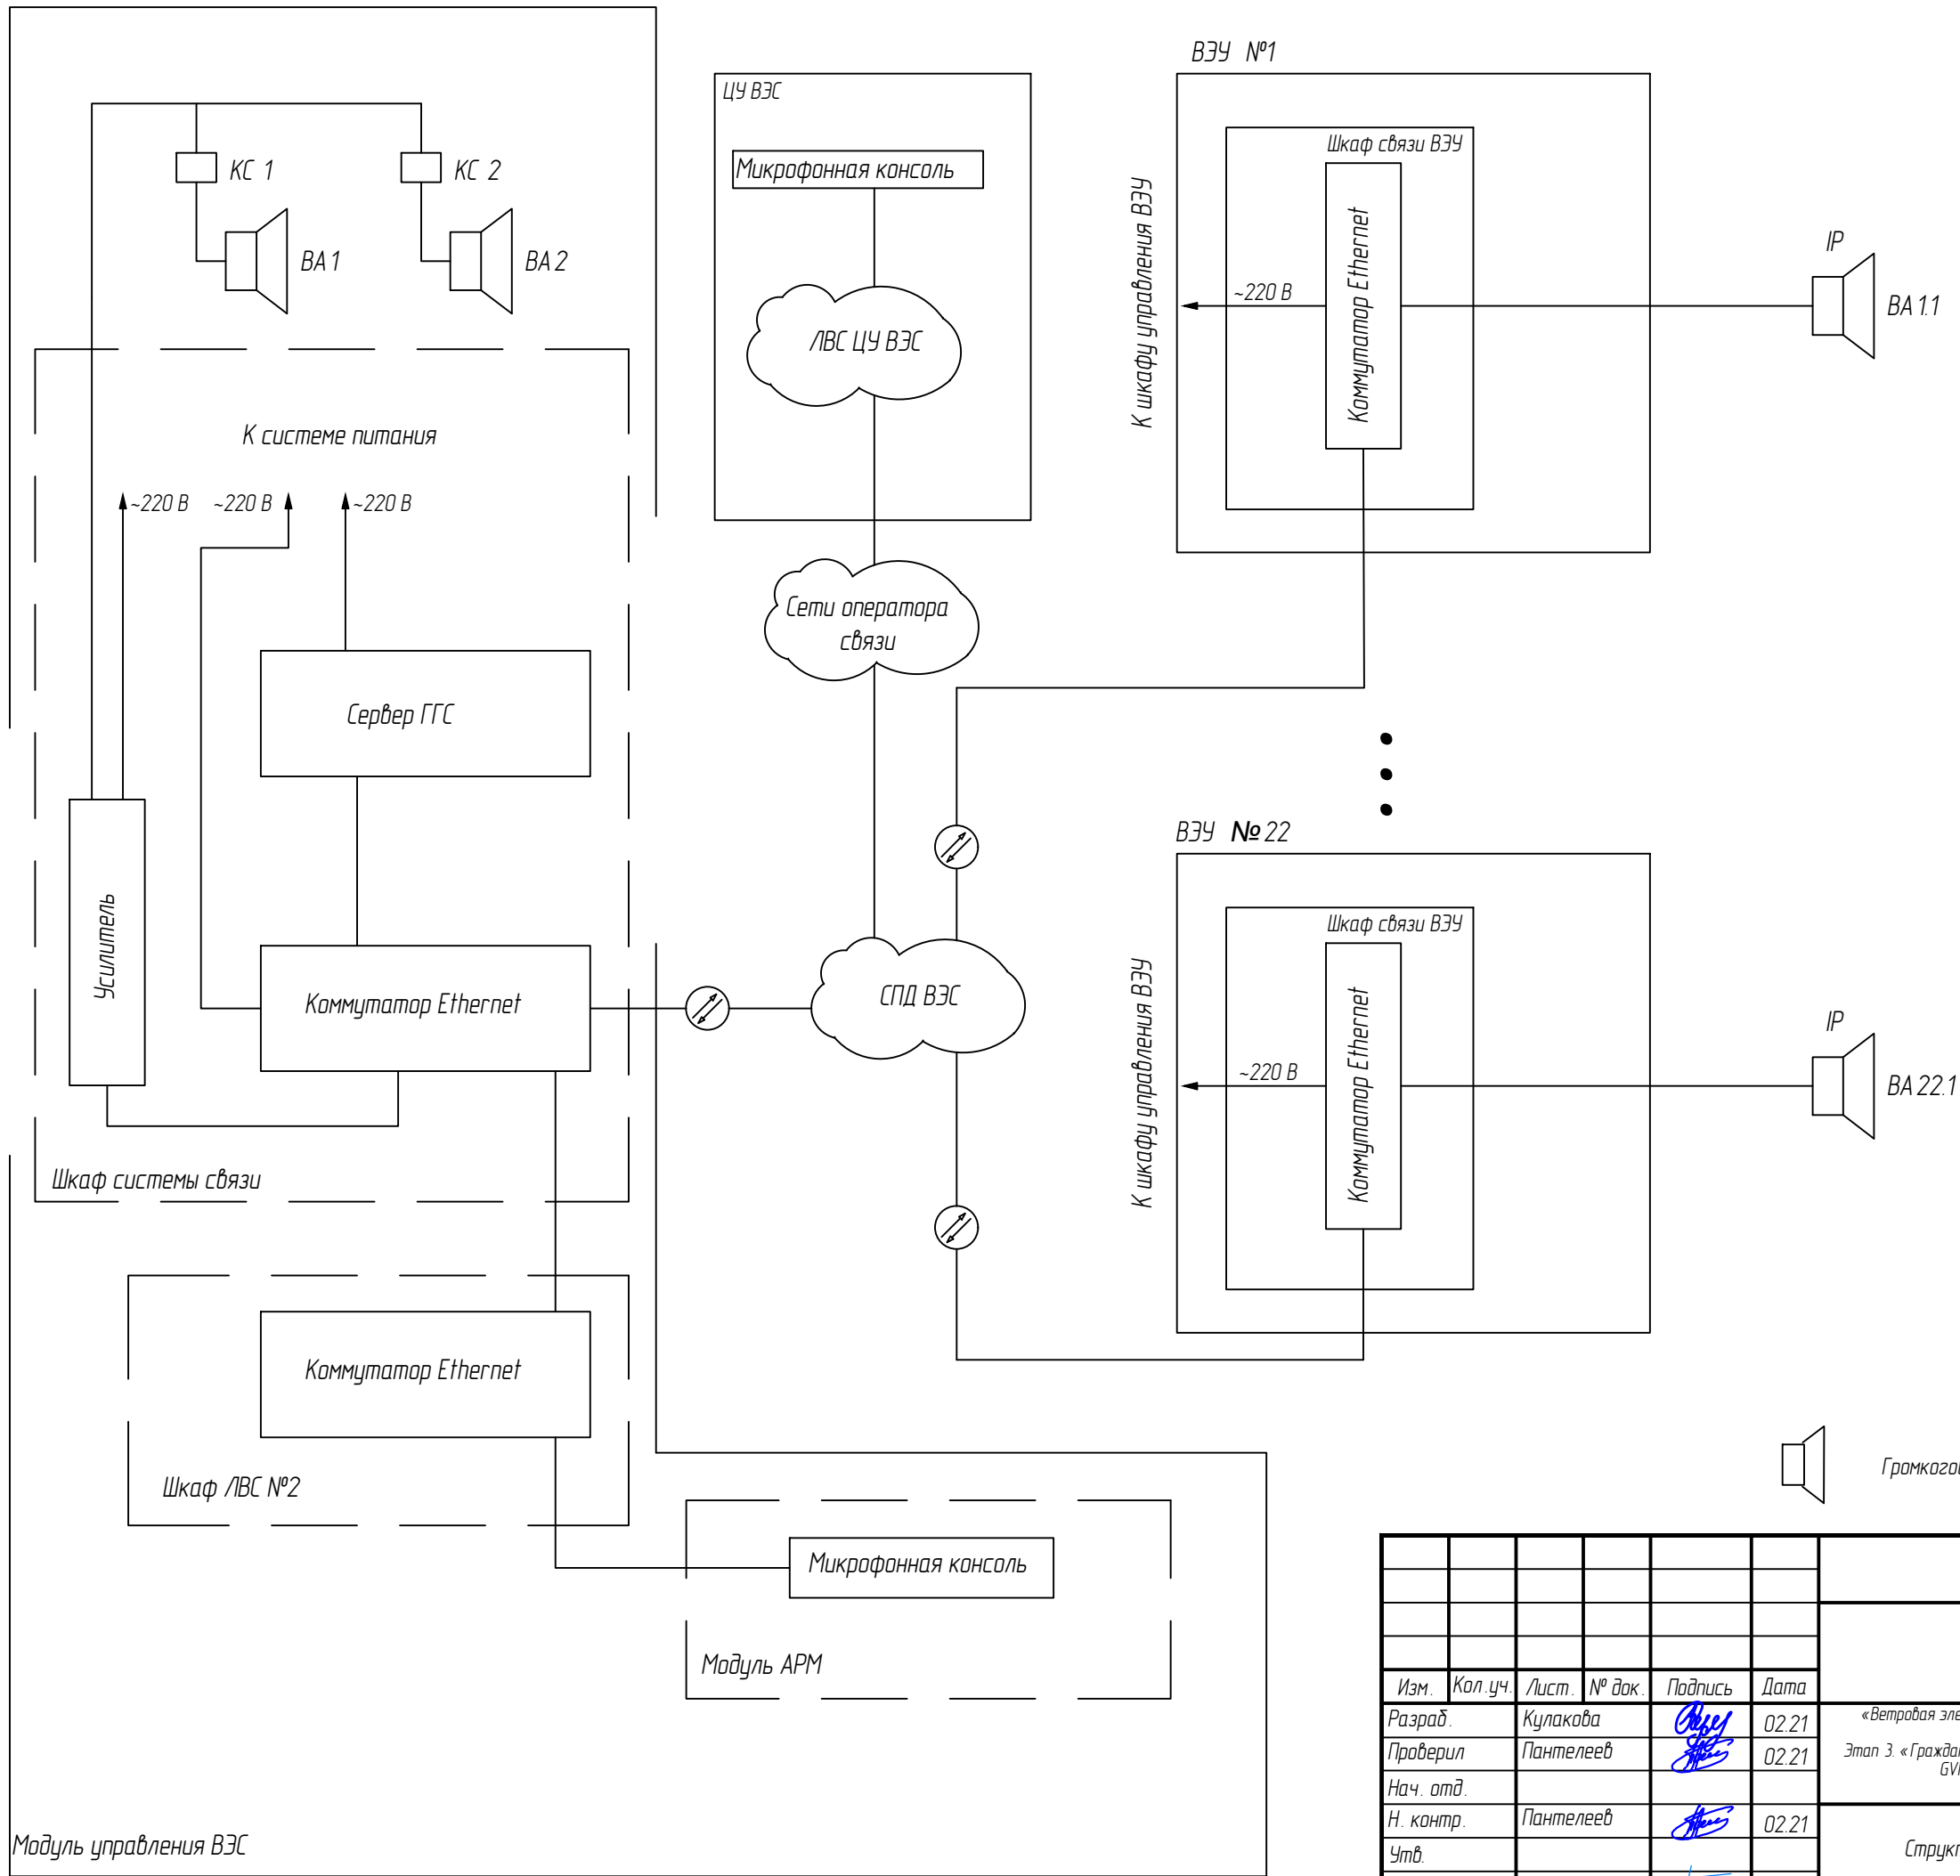 КС 1
КС 2
ВА 1
ВА 2
К системе питания
~220 В
~220 В
~220 В
Сервер ГГС
Усилитель
Коммутатор Ethernet
Шкаф системы связи
Коммутатор Ethernet
Шкаф ЛВС №2
Микрофонная консоль
Модуль АРМ
Модуль управления ВЭС
ЦУ ВЭС
Микрофонная консоль
ЛВС ЦУ ВЭС
Сети оператора
связи
СПД ВЭС
ВЭУ №1
Шкаф связи ВЭУ
К шкафу управления ВЭУ
~220 В
Коммутатор Ethernet
IP
ВА 1.1
ВЭУ №22
Шкаф связи ВЭУ
К шкафу управления ВЭУ
~220 В
Коммутатор Ethernet
IP
ВА 22.1
Изм. Кол.уч. Лист. № док. Подпись Дата
Разраб. Кулакова 02.21
Проверил Пантелеев 02.21
Нач. отд.
Н. контр. Пантелеев 02.21
Утв.
«Ветровая
Этап 3.